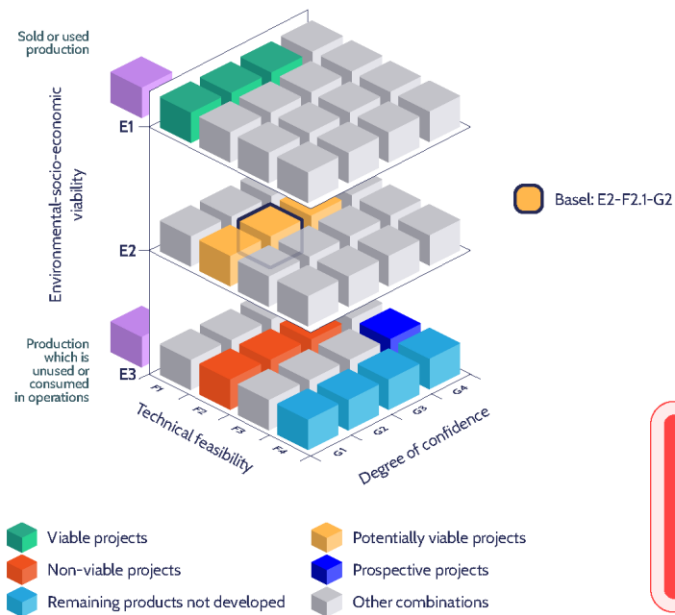 Sold or used
production
E1
Environmental-socio-economic
viability
E2
Basel: E2-F2.1-G2
Production
which is
unused or
consumed
in operations
E3
F1
F2
F3
F4
G1
G2
G3
G4
Technical feasibility
Degree of confidence
Viable projects
Potentially viable projects
Non-viable projects
Prospective projects
Remaining products not developed
Other combinations